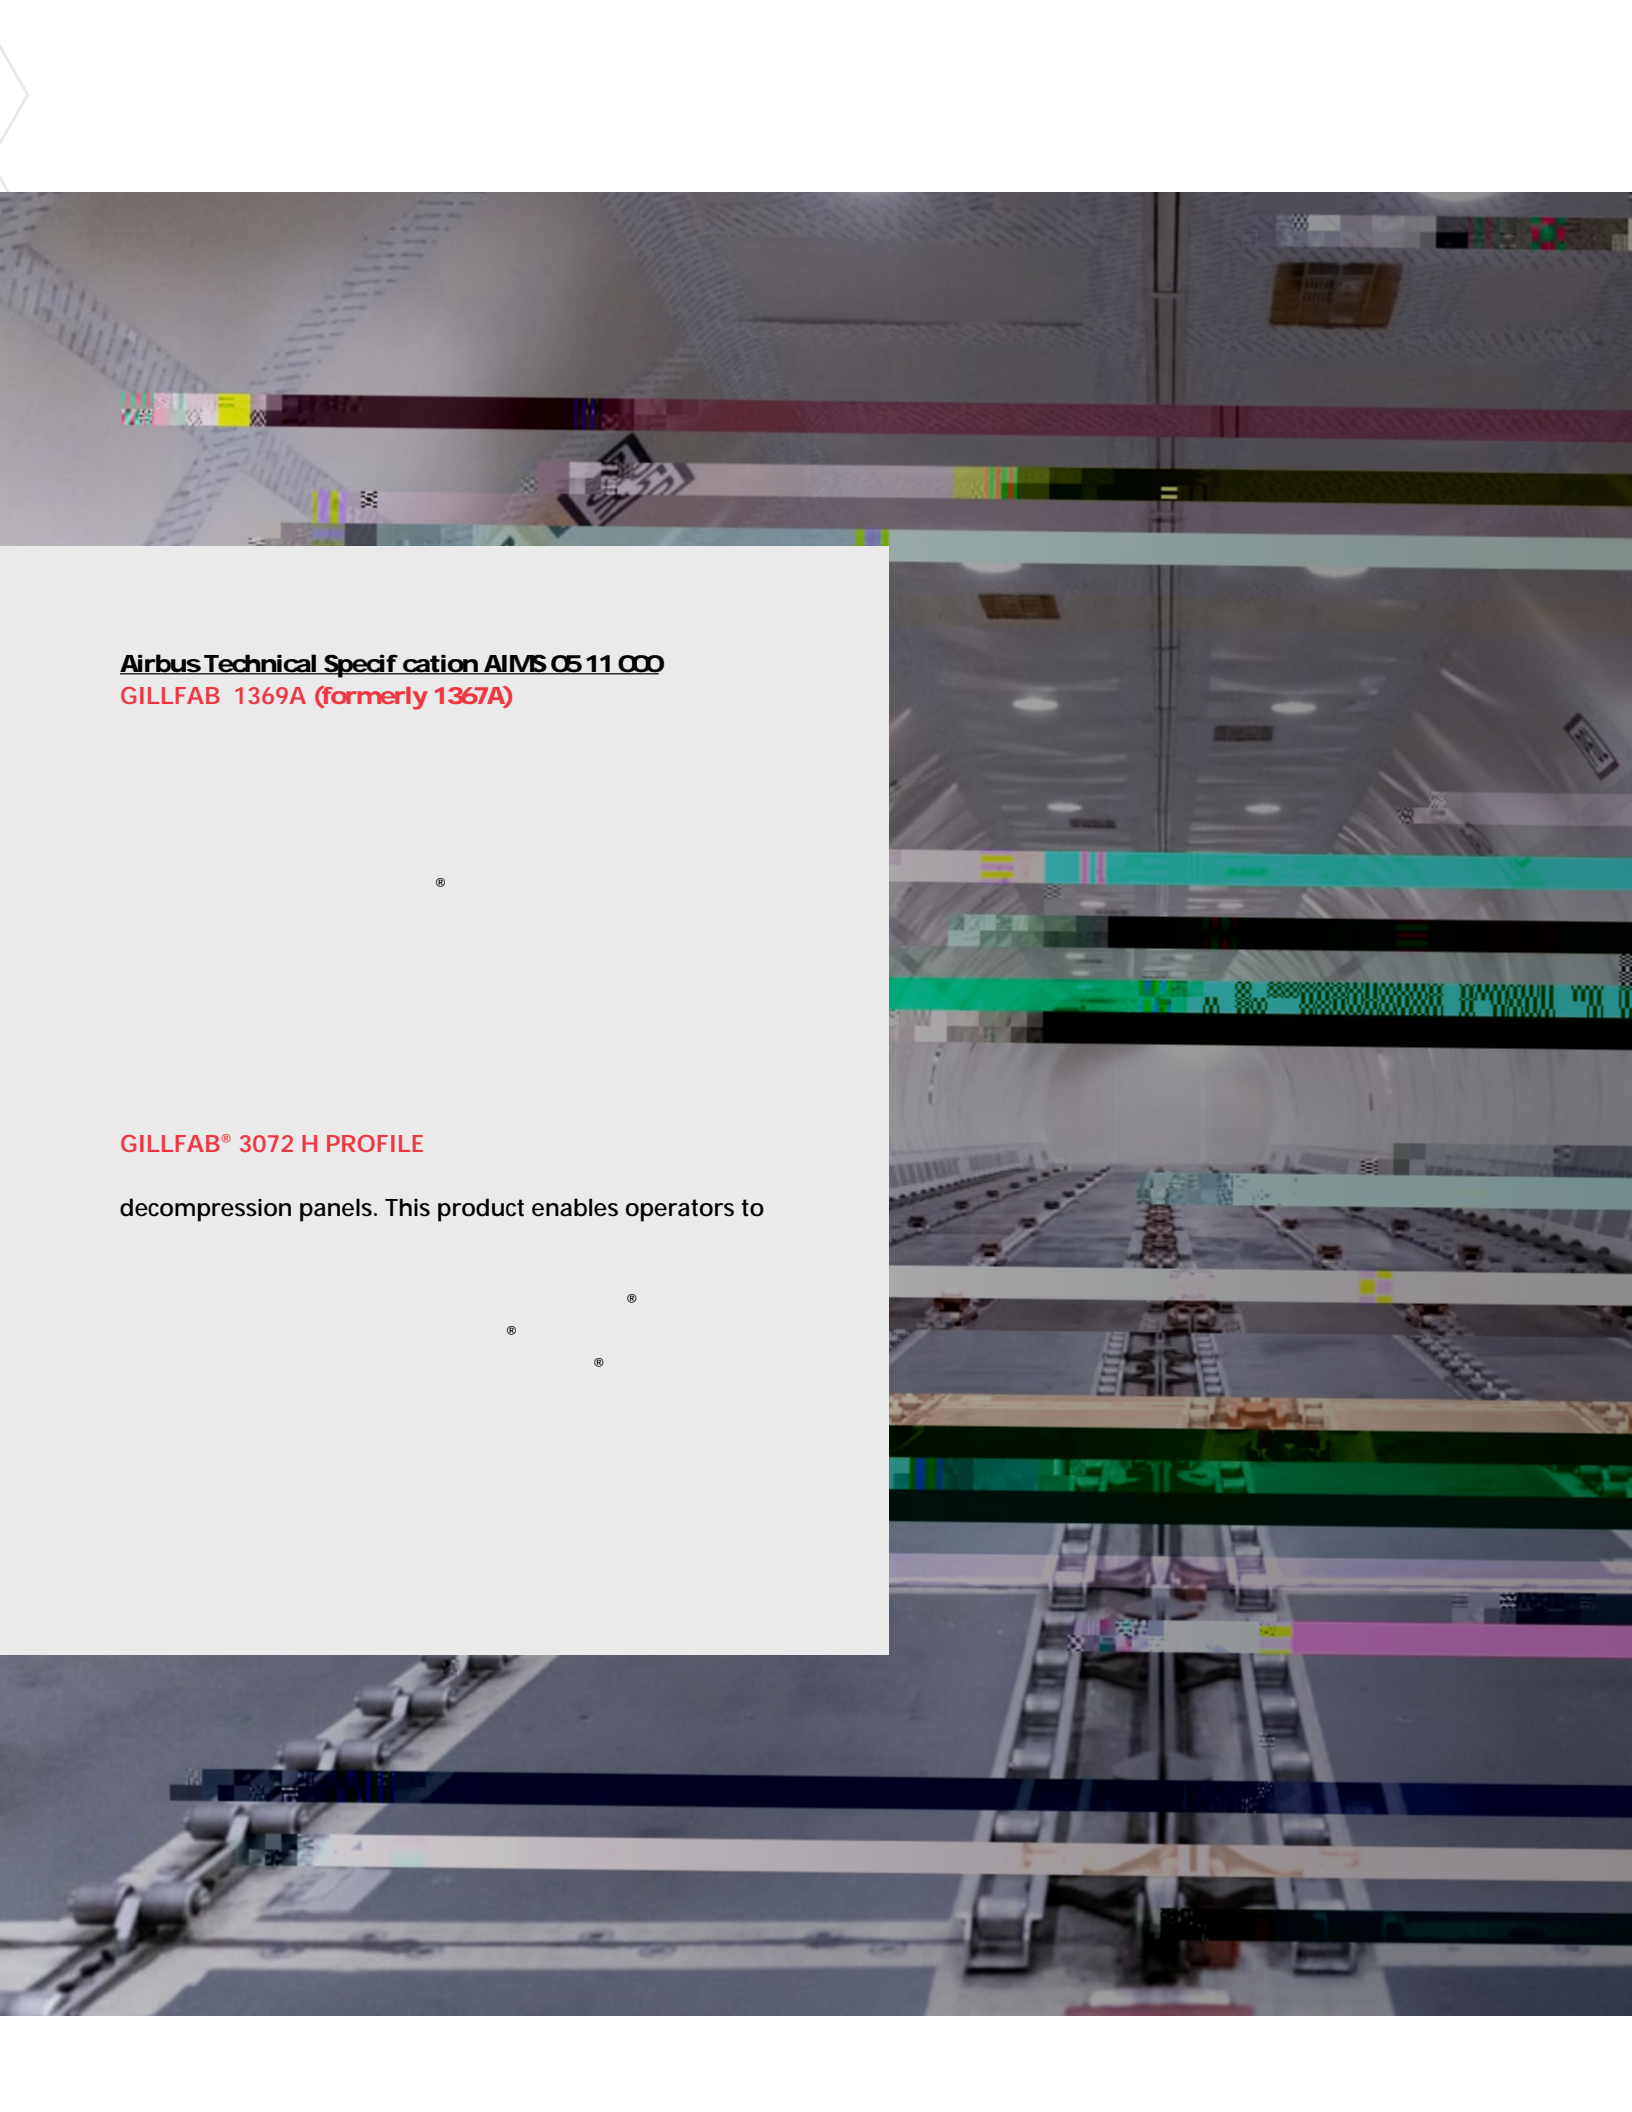 Airbus Technical Specif cation AIMS 05 11 000
GILLFAB 1369A (formerly 1367A)
®
GILLFAB® 3072 H PROFILE
decompression panels. This product enables operators to
®
®
®